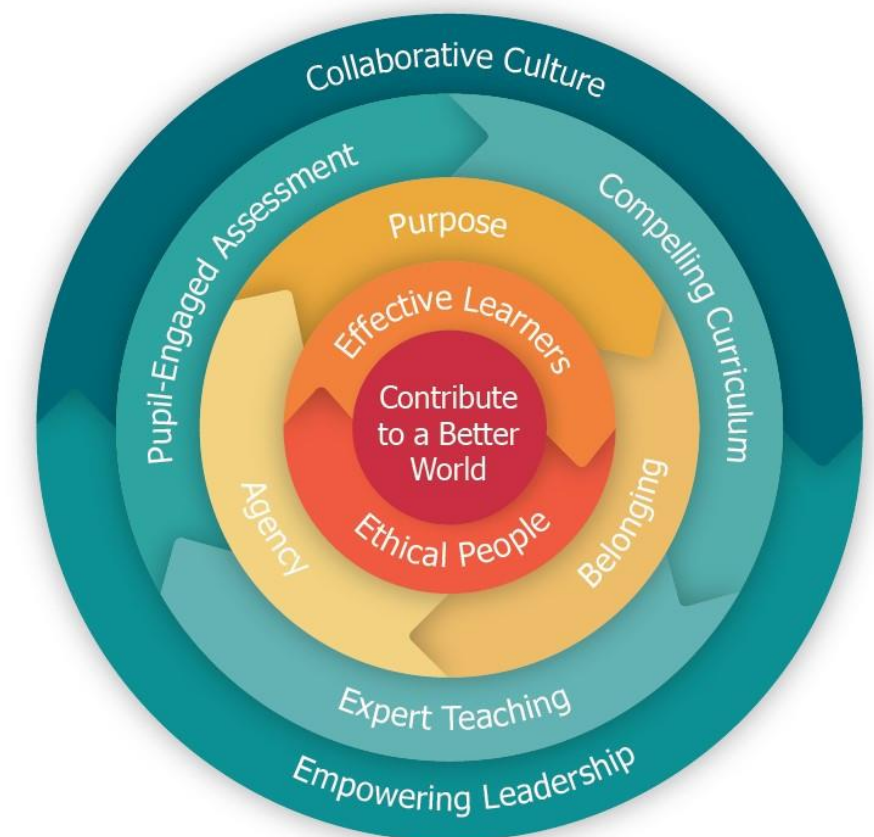 Collaborative Culture
Pupil-Engaged Assessment
Compelling Curriculum
Purpose
Effective Learners
Contribute
to a Better
World
Ethical People
Agency
Belonging
Expert Teaching
Empowering Leadership